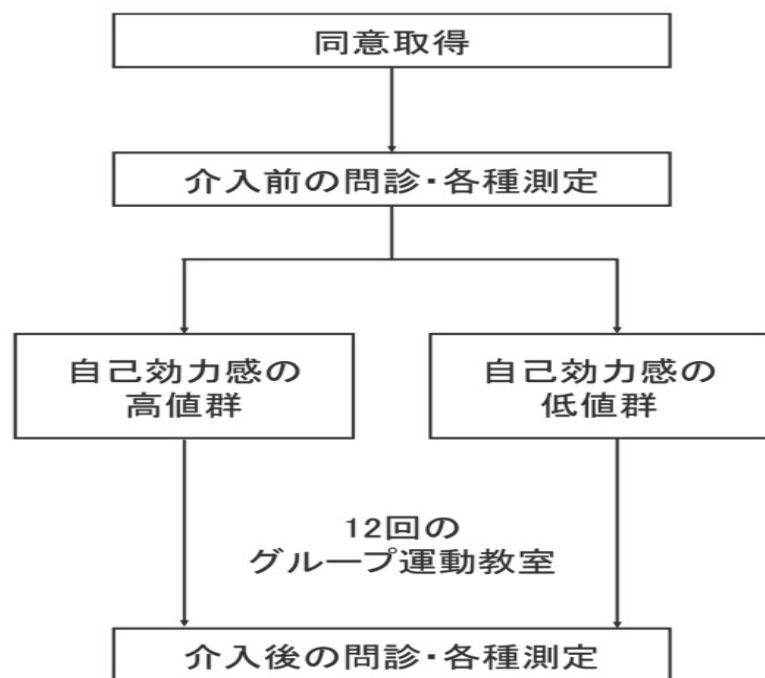 同意取得
介入前の問診・各種測定
自己効力感の
高値群
自己効力感の
低値群
12回の
グループ運動教室
介入後の問診・各種測定